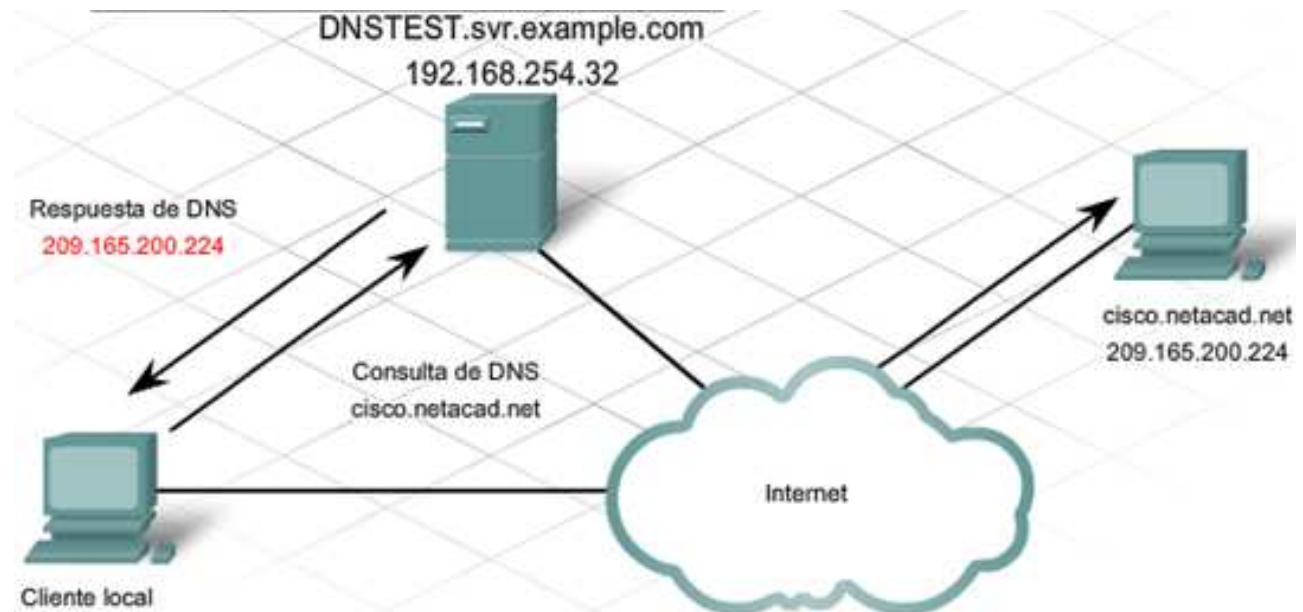 DNSTEST.svr.example.com
192.168.254.32
Respuesta de DNS
209.165.200.224
Consulta de DNS
cisco.netacad.net
cisco.netacad.net
209.165.200.224
Internet
Cliente local